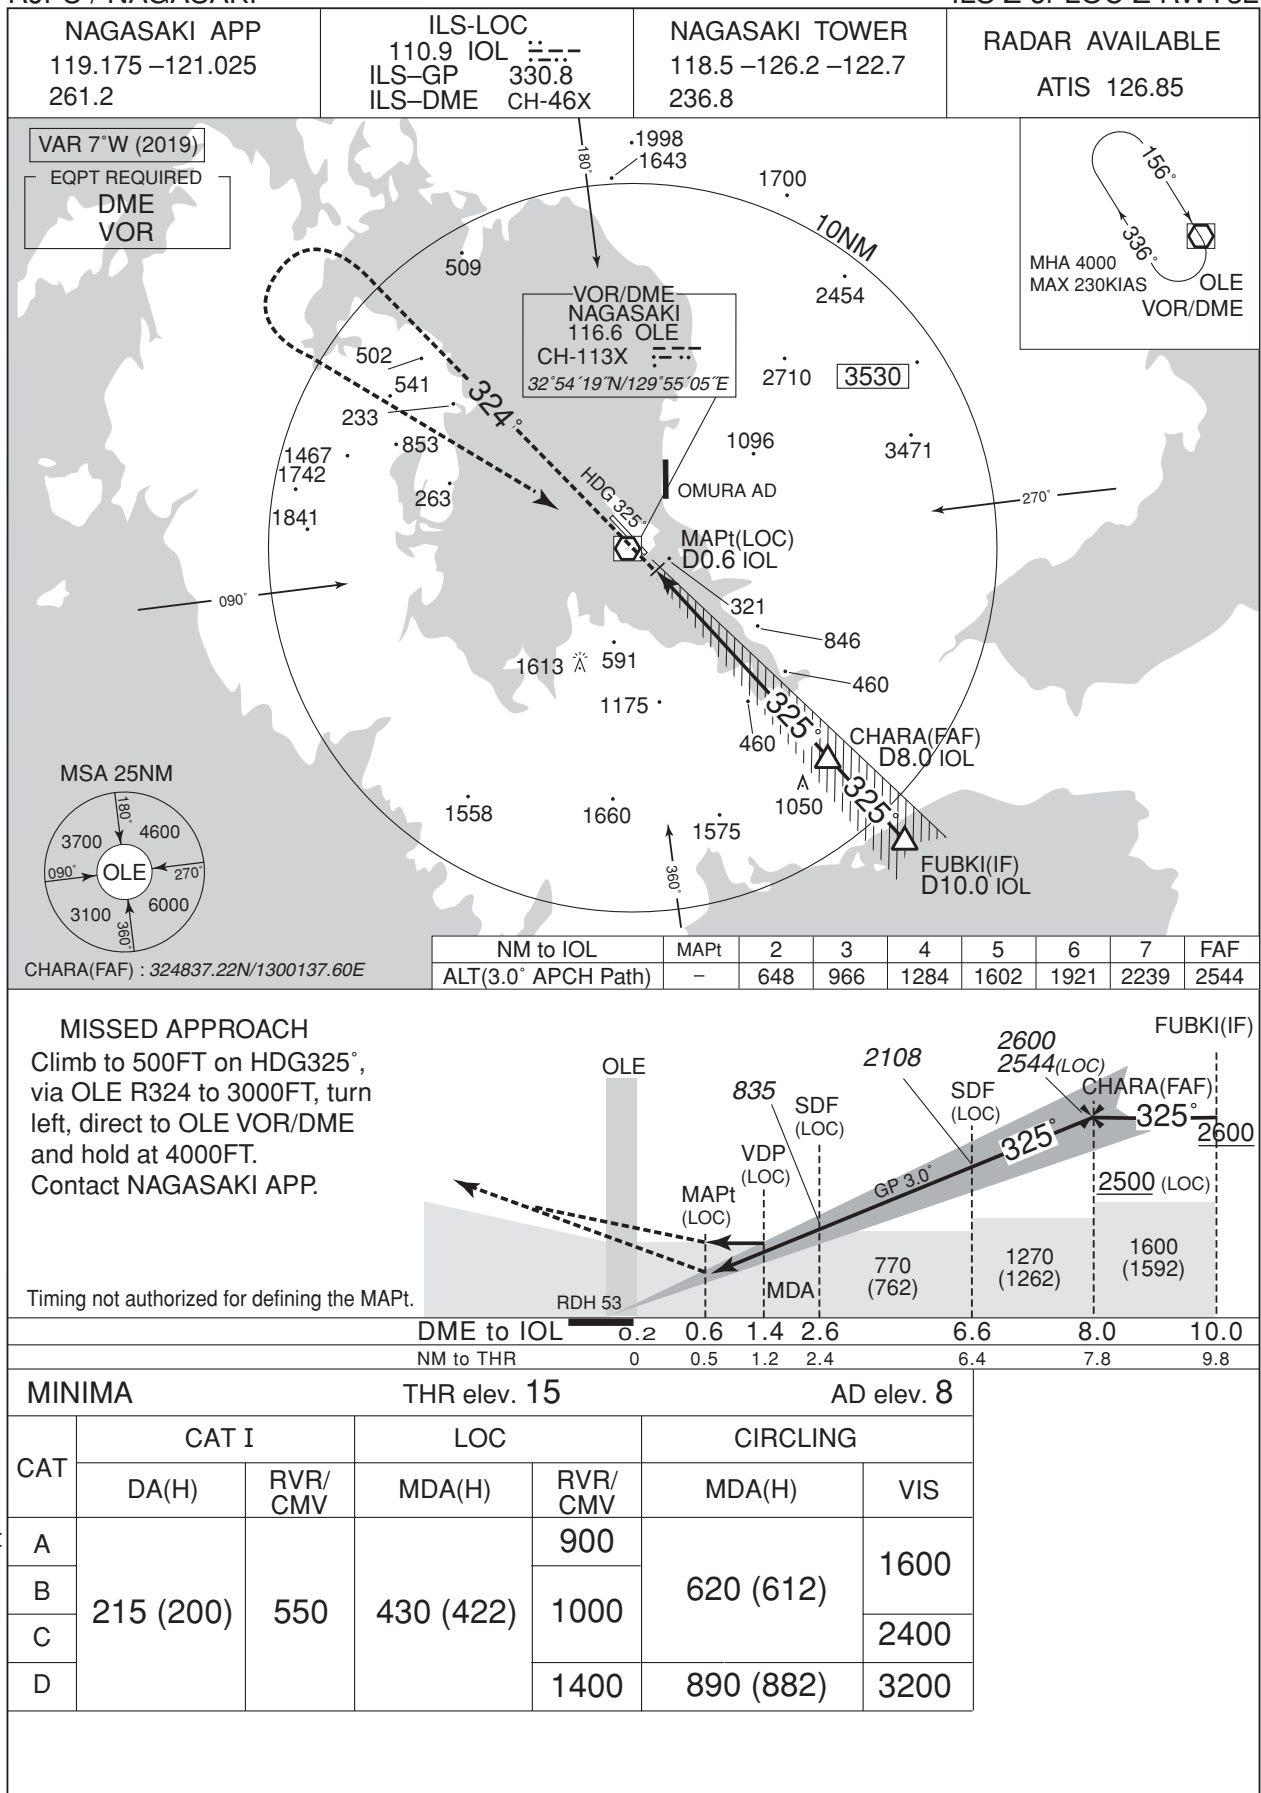 NAGASAKI APP
119.175 –121.025
261.2
ILS-LOC
110.9 IOL
ILS–GP 330.8
ILS–DME CH-46X
NAGASAKI TOWER
118.5 –126.2 –122.7
236.8
RADAR AVAILABLE
ATIS 126.85
VAR 7°W (2019)
EQPT REQUIRED
DME
VOR
180°
1998
1643
1700
10NM
509
2454
156°
336°
MHA 4000
MAX 230KIAS
OLE
VOR/DME
VOR/DME
NAGASAKI
116.6 OLE
CH-113X
32°54´19˝N/129°55´05˝E
502
541
233
324°
2710
3530
1096
3471
853
1467
1742
263
1841
HDG 325°
OMURA AD
270°
MAPt(LOC)
D0.6 IOL
090°
321
846
1613
591
460
1175
325°
460
CHARA(FAF)
D8.0 IOL
1050
325°
1558
1660
1575
360°
FUBKI(IF)
D10.0 IOL
MSA 25NM
180°
3700
4600
090°
OLE
270°
3100
6000
360°
CHARA(FAF) : 324837.22N/1300137.60E
NM to IOL MAPt 2 3 4 5 6 7 FAF
ALT(3.0° APCH Path) – 648 966 1284 1602 1921 2239 2544
MISSED APPROACH
Climb to 500FT on HDG325°,
via OLE R324 to 3000FT, turn
left, direct to OLE VOR/DME
and hold at 4000FT.
Contact NAGASAKI APP.
Timing not authorized for defining the MAPt.
OLE
835
2108
2600
2544(LOC)
FUBKI(IF)
CHARA(FAF)
SDF
(LOC)
SDF
(LOC)
VDP
(LOC)
MAPt
(LOC)
GP 3.0°
325°
325°
2600
2500 (LOC)
MDA
770
(762)
1270
(1262)
1600
(1592)
RDH 53
DME to IOL 0.2 0.6 1.4 2.6 6.6 8.0 10.0
NM to THR 0 0.5 1.2 2.4 6.4 7.8 9.8
MINIMA THR elev. 15 AD elev. 8
CAT CAT I LOC CIRCLING
DA(H) RVR/CMV MDA(H) RVR/CMV MDA(H) VIS
A 215 (200) 550 430 (422) 900 620 (612) 1600
B 1000
C 2400
D 1400 890 (882) 3200